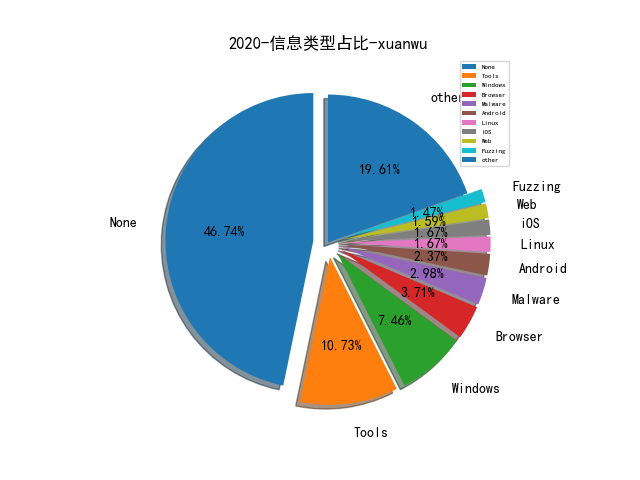 2020-信息类型占比-xuanwu
None
Tools
Windows
Browser
Malware
Android
Linux
iOS
Web
Fuzzing
other
other
19.61%
Fuzzing
1.47%
Web
1.59%
iOS
1.67%
Linux
1.67%
Android
2.37%
Malware
2.98%
Browser
3.71%
Windows
7.46%
Tools
10.73%
None
46.74%